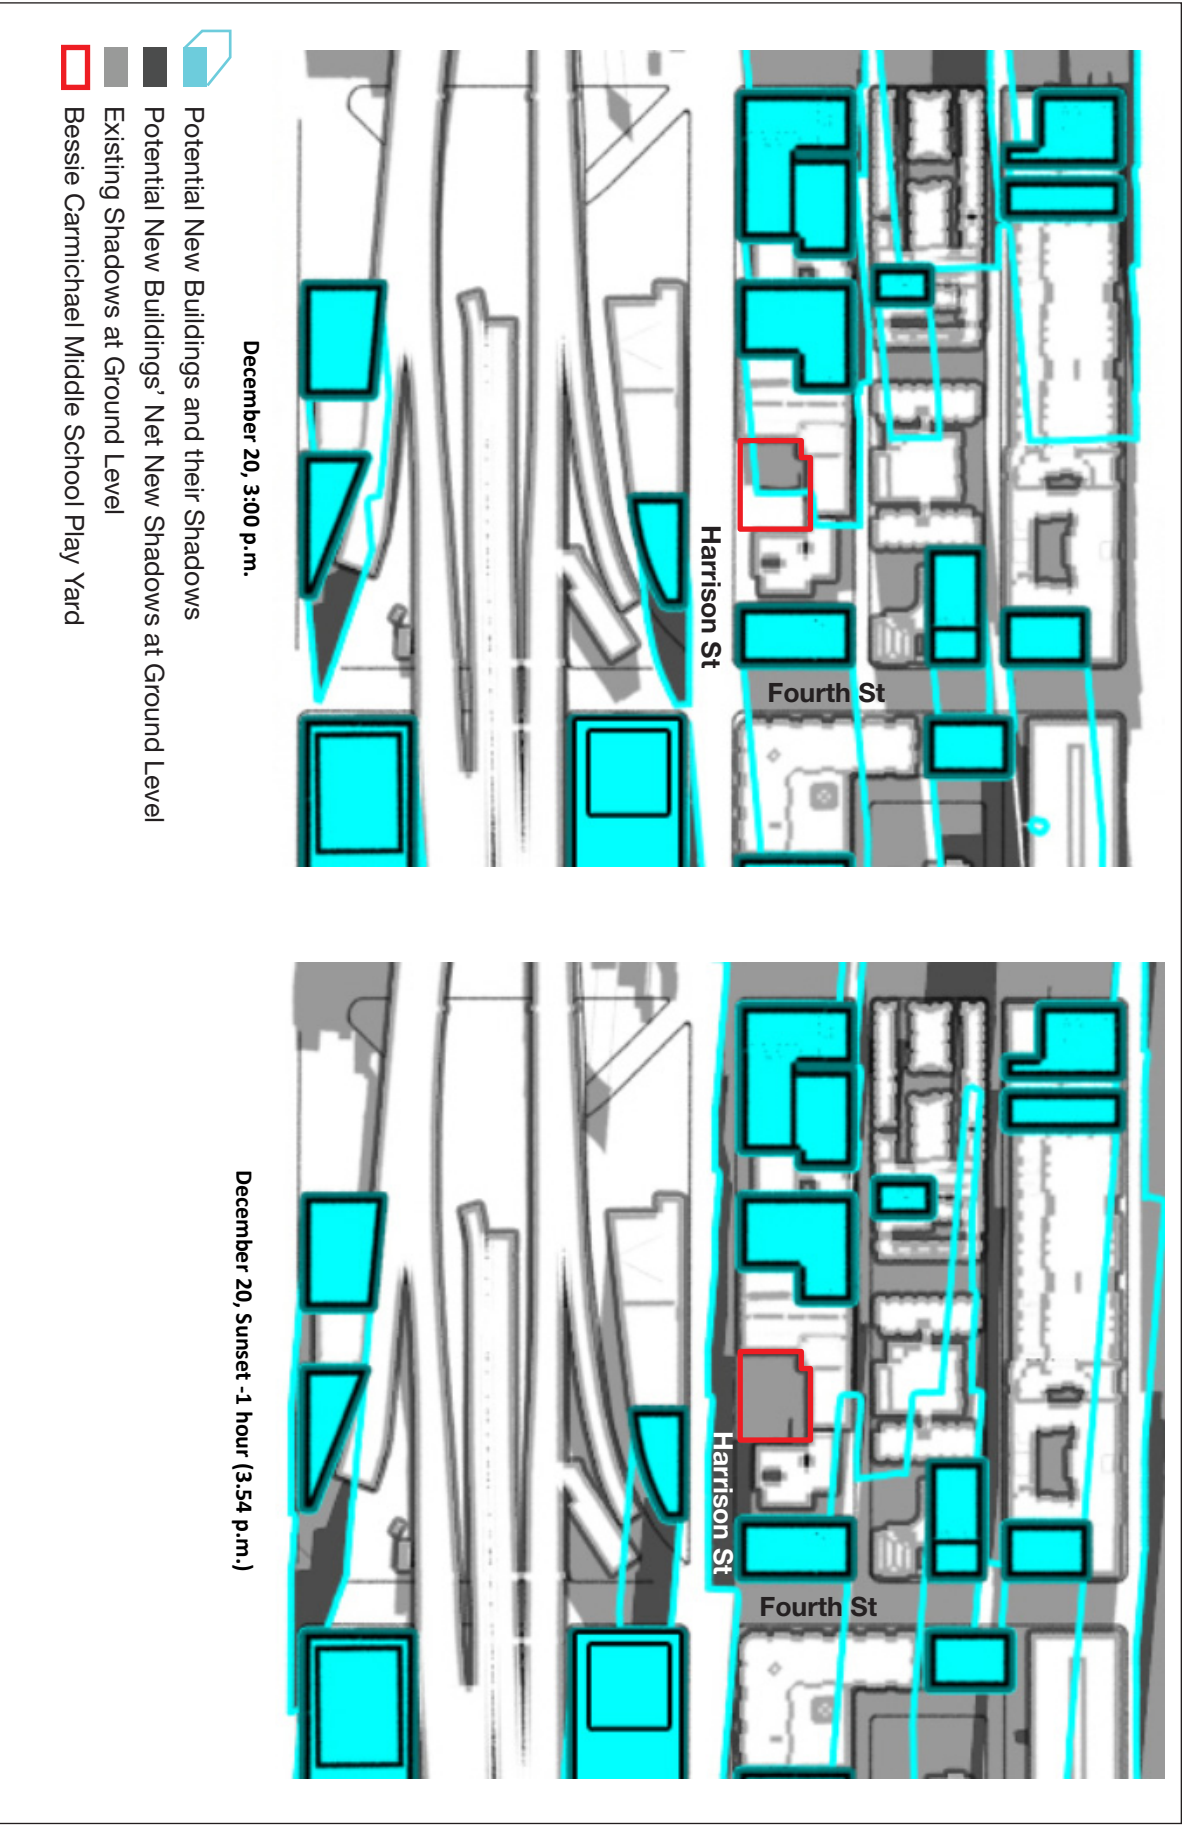 Harrison St
Fourth St
December 20, 3:00 p.m.
Harrison St
Fourth St
December 20, Sunset -1 hour (3.54 p.m.)
Potential New Buildings and their Shadows
Potential New Buildings' Net New Shadows at Ground Level
Existing Shadows at Ground Level
Bessie Carmichael Middle School Play Yard